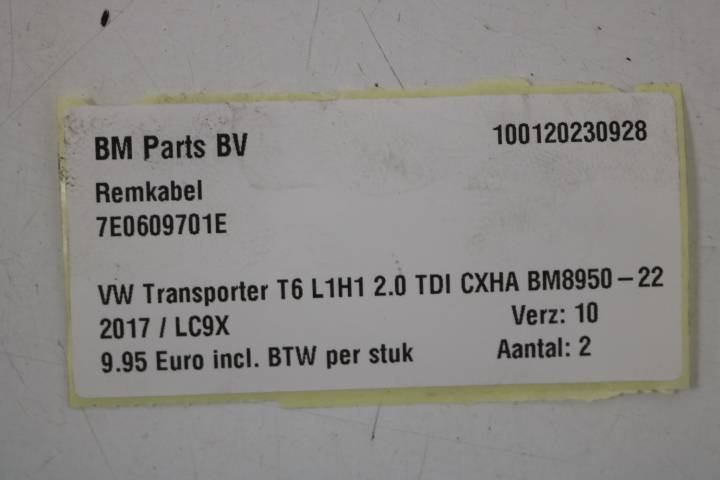 BM Parts BV 100120230928
Remkabel
7E0609701E
VW Transporter T6 L1H1 2.0 TDI CXHA BM8950-22
2017 / LC9X Verz: 10
9.95 Euro incl. BTW per stuk Aantal: 2